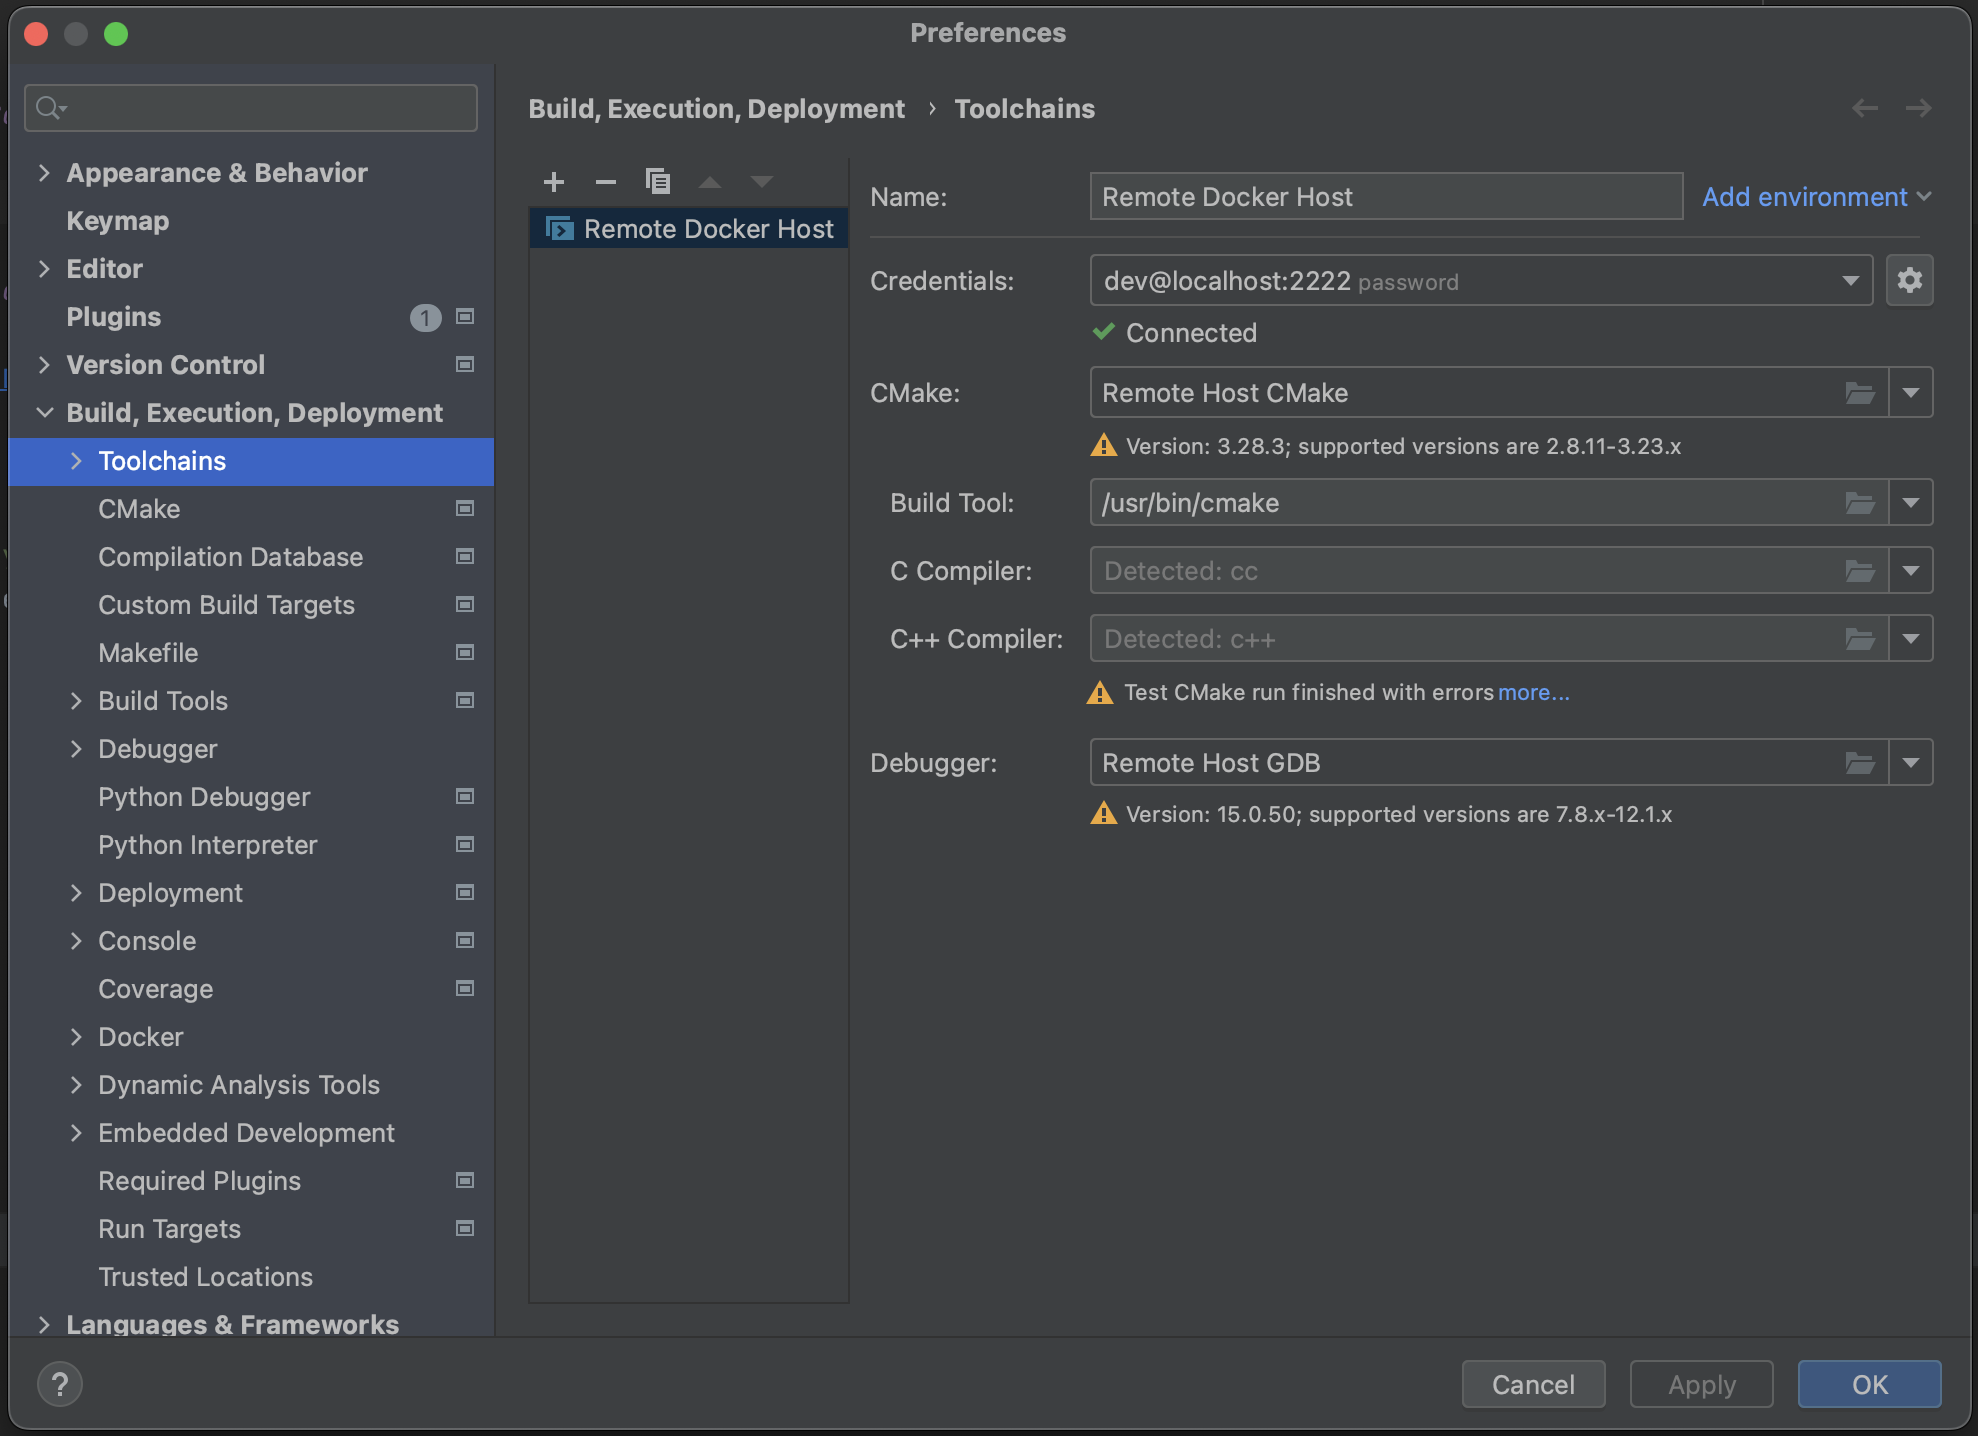 Preferences
Appearance & Behavior
Keymap
Editor
Plugins
1
Version Control
Build, Execution, Deployment
Toolchains
CMake
Compilation Database
Custom Build Targets
Makefile
Build Tools
Debugger
Python Debugger
Python Interpreter
Deployment
Console
Coverage
Docker
Dynamic Analysis Tools
Embedded Development
Required Plugins
Run Targets
Trusted Locations
Languages & Frameworks
Build, Execution, Deployment › Toolchains
Remote Docker Host
Name: Remote Docker Host Add environment
Credentials: dev@localhost:2222 password
Connected
CMake: Remote Host CMake
Version: 3.28.3; supported versions are 2.8.11-3.23.x
Build Tool: /usr/bin/cmake
C Compiler: Detected: cc
C++ Compiler: Detected: c++
Test CMake run finished with errors more...
Debugger: Remote Host GDB
Version: 15.0.50; supported versions are 7.8.x-12.1.x
? Cancel Apply OK